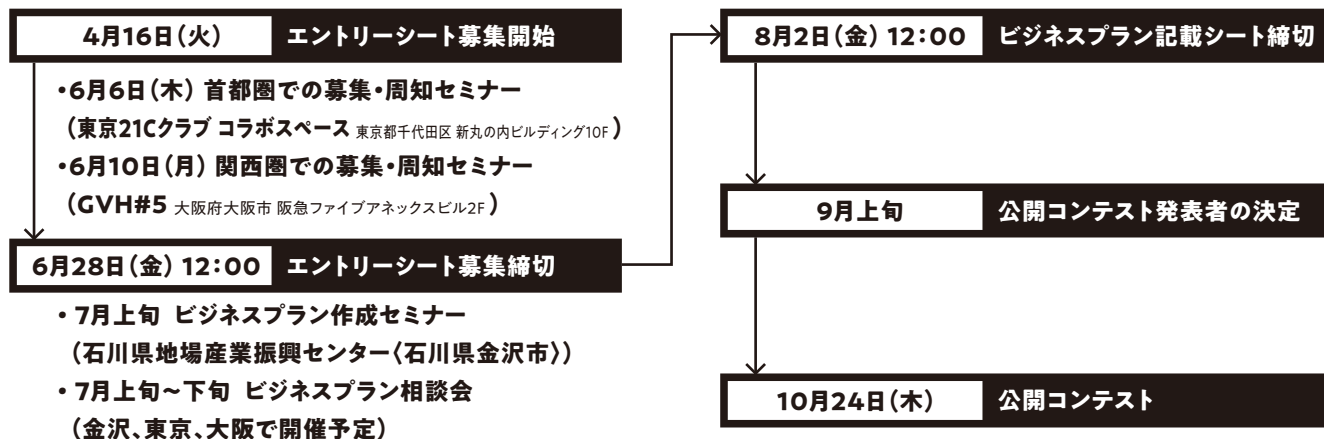 4月16日(火) エントリーシート募集開始
・6月6日(木) 首都圏での募集・周知セミナー
(東京21Cクラブ コラボスペース 東京都千代田区 新丸の内ビルディング10F)
・6月10日(月) 関西圏での募集・周知セミナー
(GVH#5 大阪府大阪市 阪急ファイブアネックスビル2F)
6月28日(金) 12:00 エントリーシート募集締切
・7月上旬 ビジネスプラン作成セミナー
(石川県地場産業振興センター〈石川県金沢市〉)
・7月上旬~下旬 ビジネスプラン相談会
(金沢、東京、大阪で開催予定)
8月2日(金) 12:00 ビジネスプラン記載シート締切
9月上旬 公開コンテスト発表者の決定
10月24日(木) 公開コンテスト